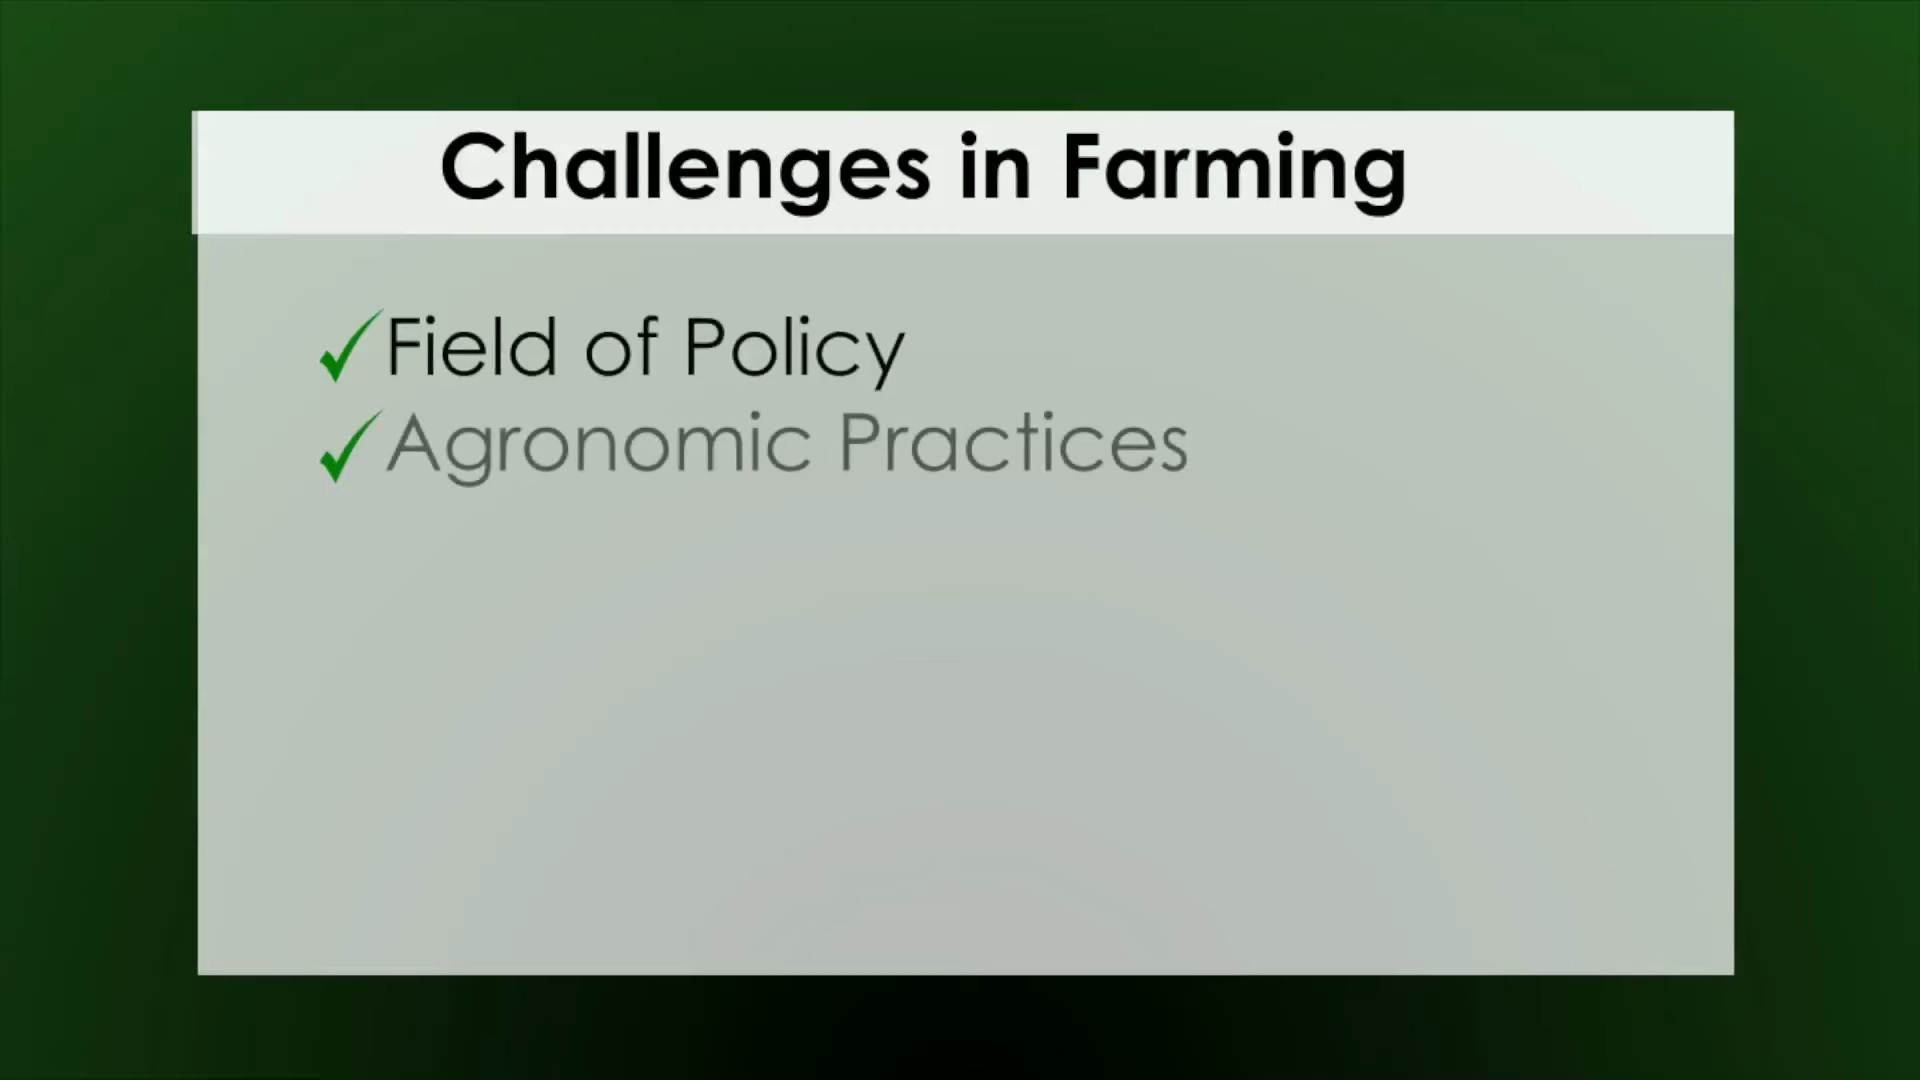 Challenges in Farming
Field of Policy
Agronomic Practices